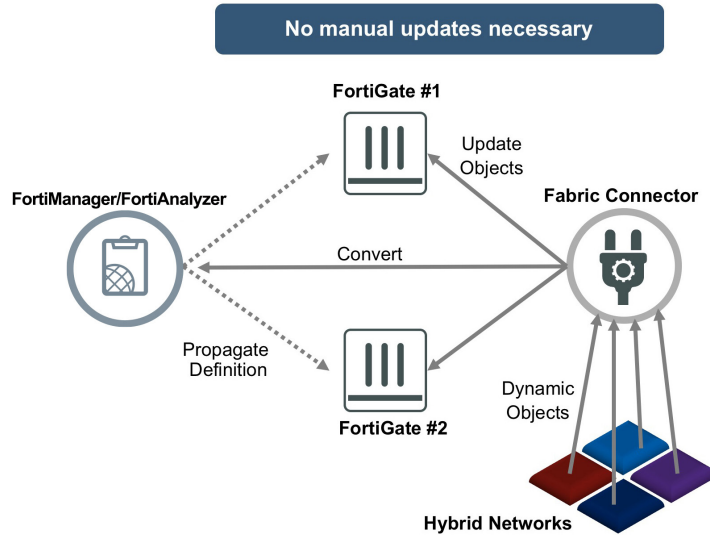 No manual updates necessary
FortiGate #1
Update
Objects
FortiManager/FortiAnalyzer
Fabric Connector
Convert
Propagate
Definition
Dynamic
Objects
FortiGate #2
Hybrid Networks